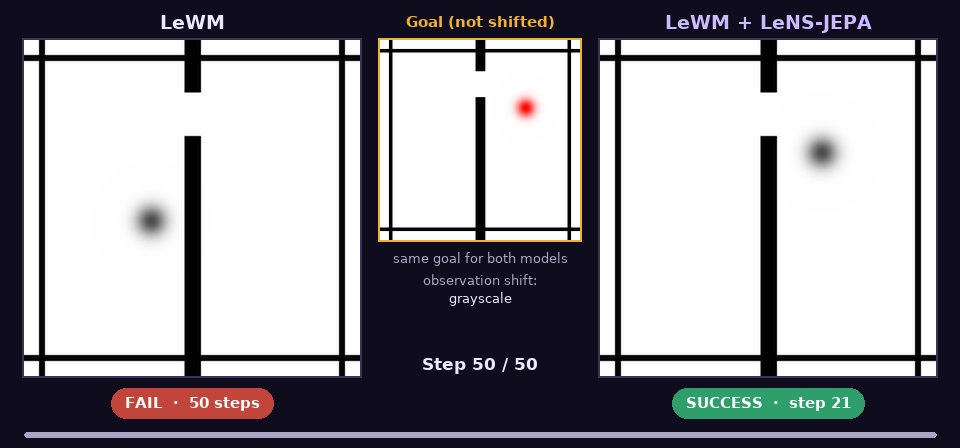 LeWM
Goal (not shifted)
LeWM + LeNS-JEPA
same goal for both models
observation shift:
grayscale
Step 50 / 50
FAIL · 50 steps
SUCCESS · step 21